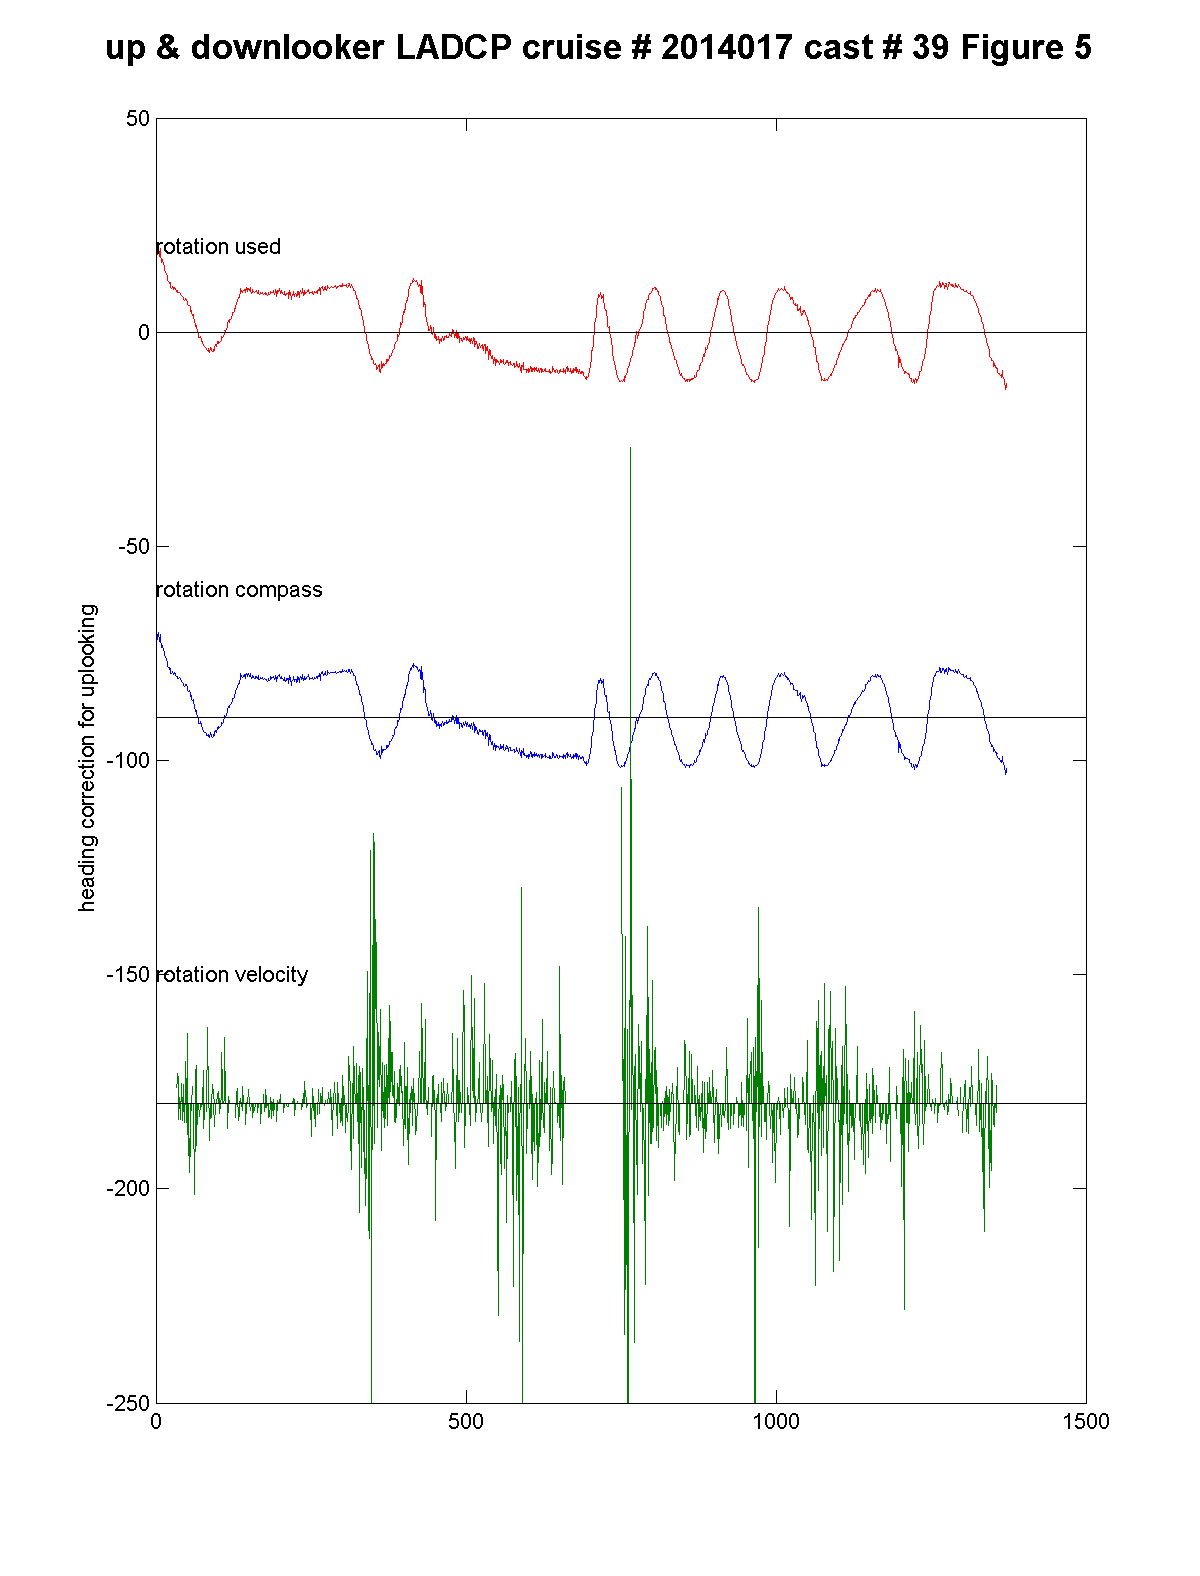 up & downlooker LADCP cruise # 2014017 cast # 39 Figure 5
50
rotation used
0
-50
rotation compass
heading correction for uplooking
-100
-150
rotation velocity
-200
-250
0 500 1000 1500